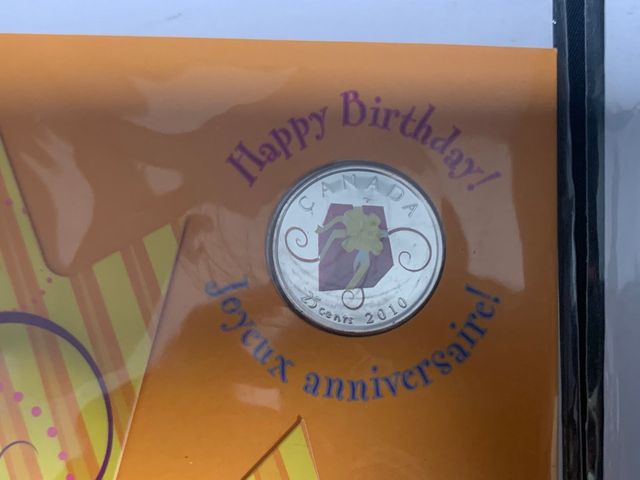 Happy Birthday!
CANADA
25 cents 2010
Joyeux anniversaire!